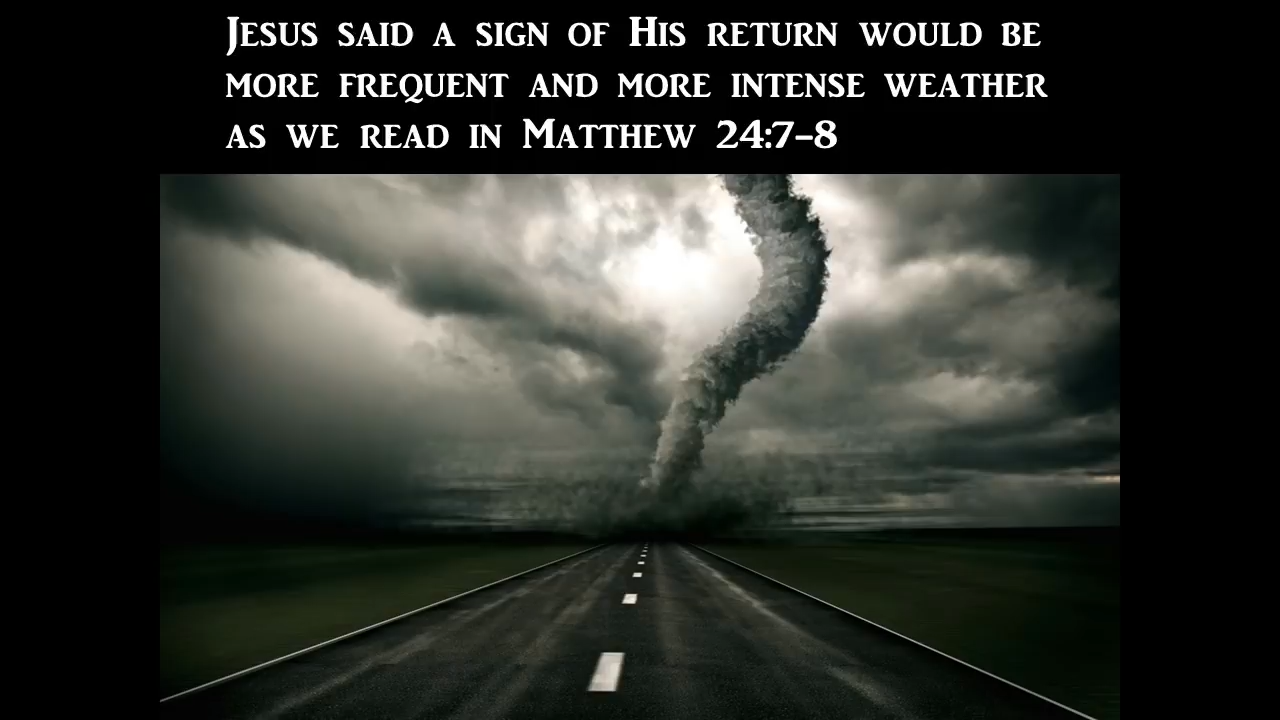 Jesus said a sign of His return would be
more frequent and more intense weather
as we read in Matthew 24:7–8